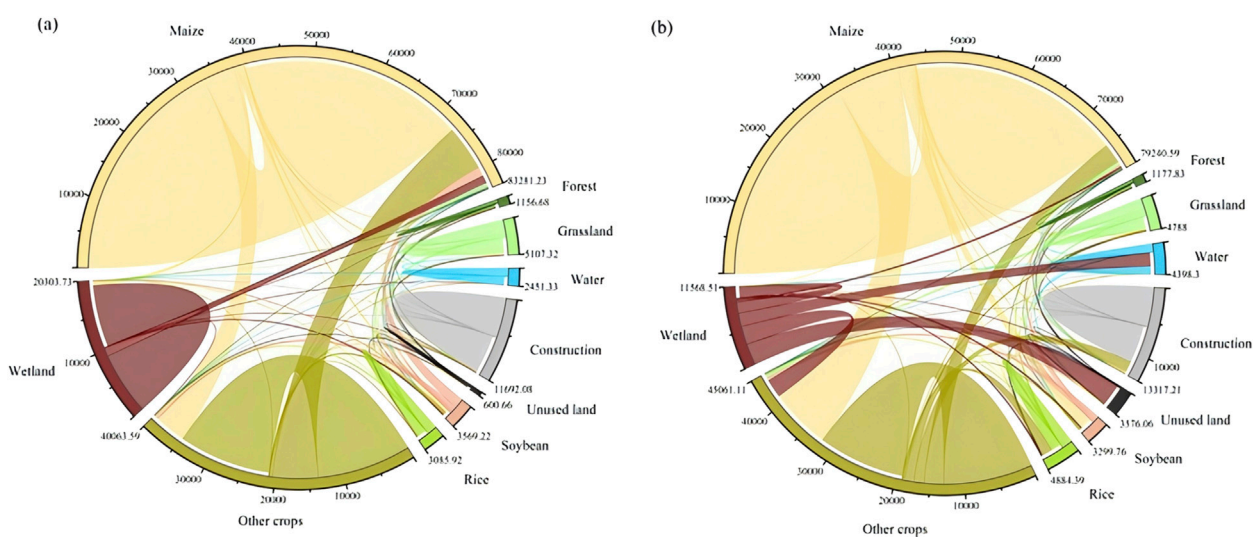 (a)
Maize
10000
20000
30000
40000
50000
60000
70000
80000
83281.23
Forest
1156.68
Grassland
5107.32
Water
2451.33
Construction
11692.08
600.66
Unused land
3569.22
Soybean
3085.92
Rice
10000
20000
30000
Other crops
40063.59
10000
Wetland
20303.73
(b)
Maize
10000
20000
30000
40000
50000
60000
70000
79260.59
Forest
1177.83
Grassland
4788
Water
4398.3
Construction
10000
13317.21
Unused land
3576.06
3299.76
Soybean
4884.39
Rice
10000
20000
30000
40000
Other crops
45061.11
Wetland
11568.51